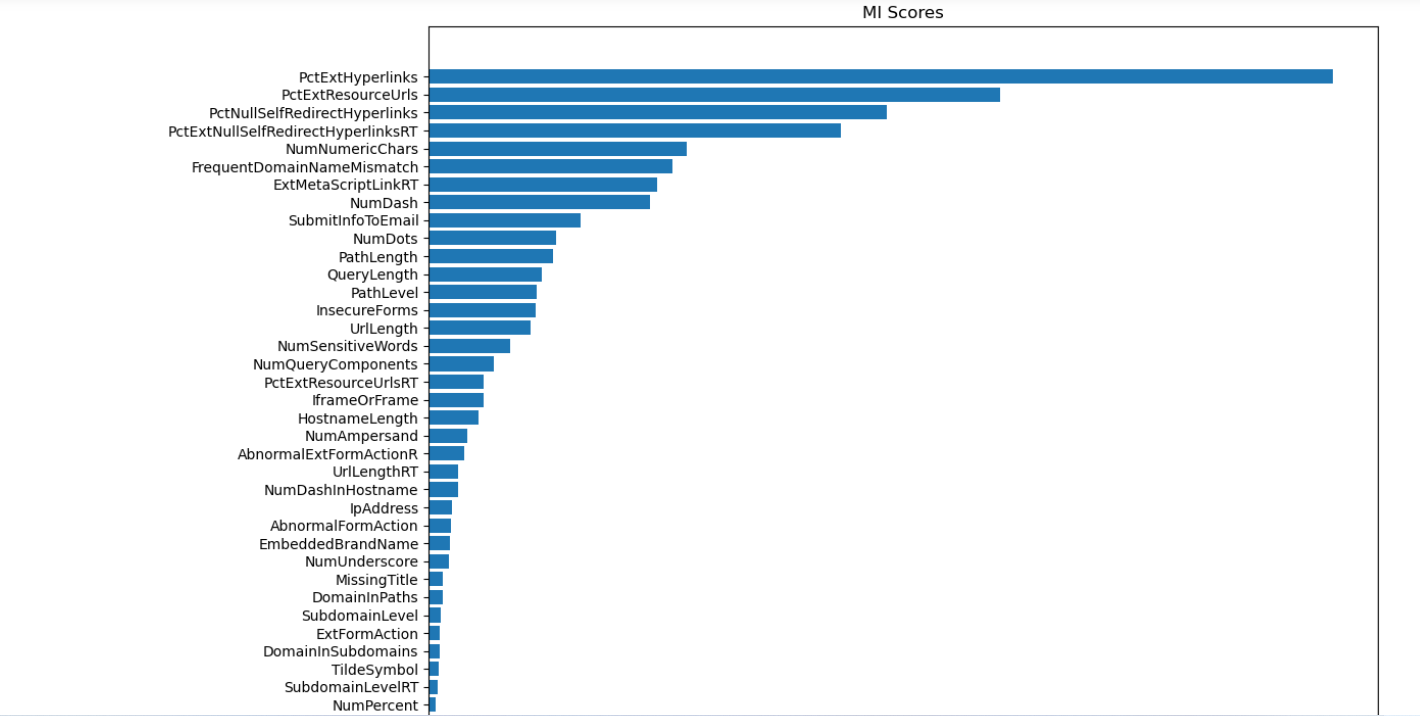 MI Scores
PctExtHyperlinks
PctExtResourceUrls
PctNullSelfRedirectHyperlinks
PctExtNullSelfRedirectHyperlinksRT
NumNumericChars
FrequentDomainNameMismatch
ExtMetaScriptLinkRT
NumDash
SubmitInfoToEmail
NumDots
PathLength
QueryLength
PathLevel
InsecureForms
UrlLength
NumSensitiveWords
NumQueryComponents
PctExtResourceUrlsRT
IframeOrFrame
HostnameLength
NumAmpersand
AbnormalExtFormActionR
UrlLengthRT
NumDashInHostname
IpAddress
AbnormalFormAction
EmbeddedBrandName
NumUnderscore
MissingTitle
DomainInPaths
SubdomainLevel
ExtFormAction
DomainInSubdomains
TildeSymbol
SubdomainLevelRT
NumPercent